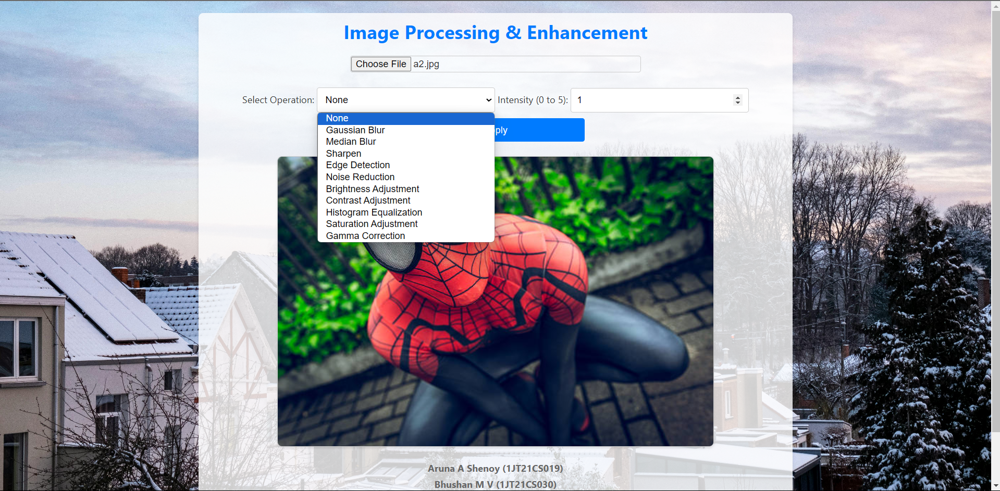 Image Processing & Enhancement
Choose File a2.jpg
Select Operation: None Intensity (0 to 5): 1
None
Gaussian Blur
Median Blur
Sharpen
Edge Detection
Noise Reduction
Brightness Adjustment
Contrast Adjustment
Histogram Equalization
Saturation Adjustment
Gamma Correction
ply
Aruna A Shenoy (1JT21CS019)
Bhushan M V (1JT21CS030)